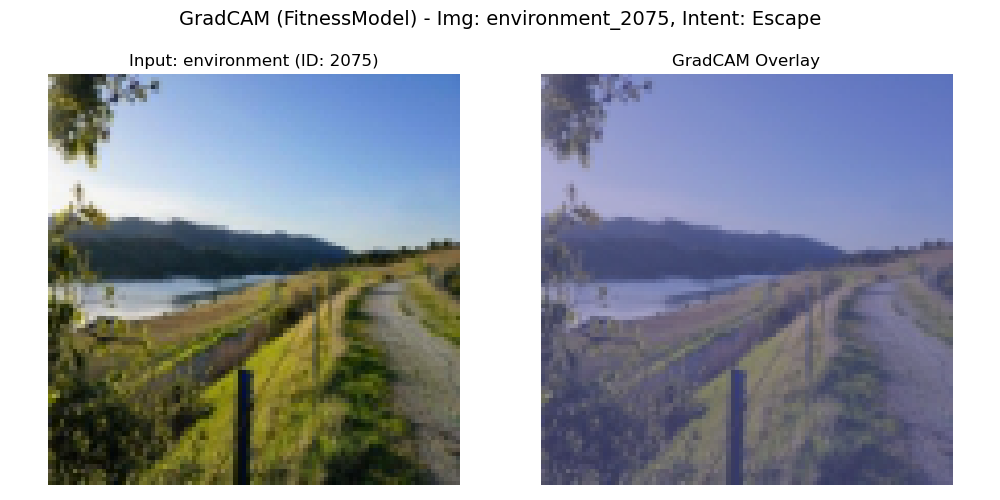 GradCAM (FitnessModel) - Img: environment_2075, Intent: Escape
Input: environment (ID: 2075)
GradCAM Overlay